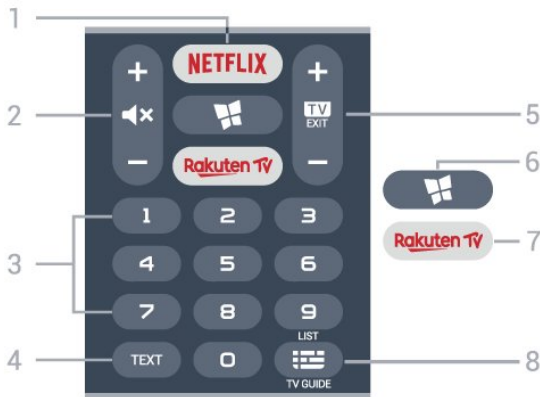 1
NETFLIX
+ +
2
TV
EXIT
5
- -
Rakuten TV
6
1 2 3
Rakuten TV
7
3
4 5 6
7 8 9
LIST
4
TEXT 0
8
TV GUIDE